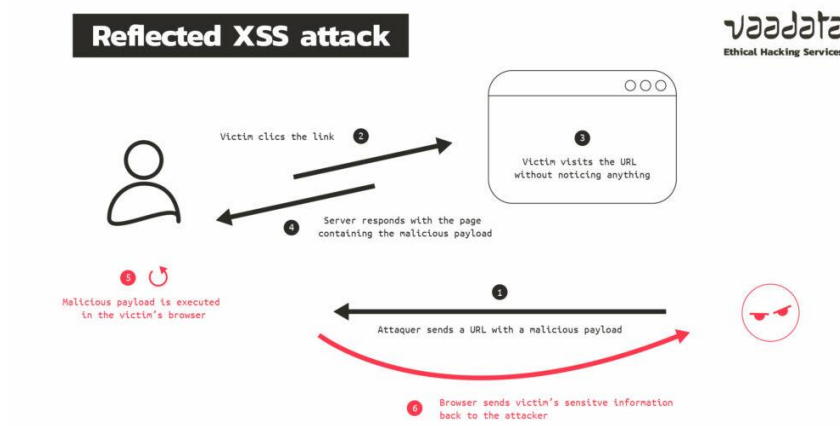 Reflected XSS attack
vaadata
Ethical Hacking Services
Victim clics the link
2
3
Victim visits the URL
without noticing anything
4
Server responds with the page
containing the malicious payload
5
Malicious payload is executed
in the victim's browser
1
Attaquer sends a URL with a malicious payload
6
Browser sends victim's sensitve information
back to the attacker